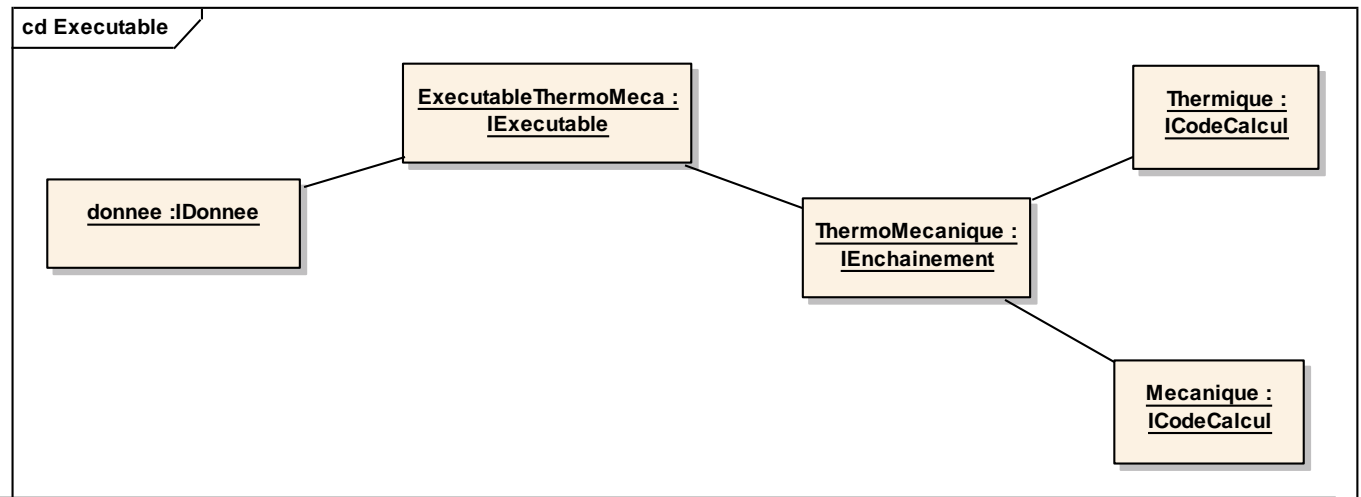 cd Executable
ExecutableThermoMeca :
IExecutable
Thermique :
ICodeCalcul
donnee :IDonnee
ThermoMecanique :
IEnchainement
Mecanique :
ICodeCalcul